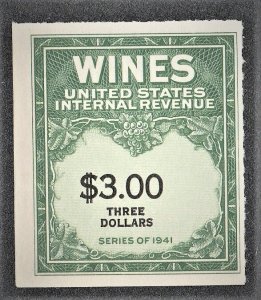 WINES
UNITED STATES
INTERNAL REVENUE
$3.00
THREE
DOLLARS
SERIES OF 1941